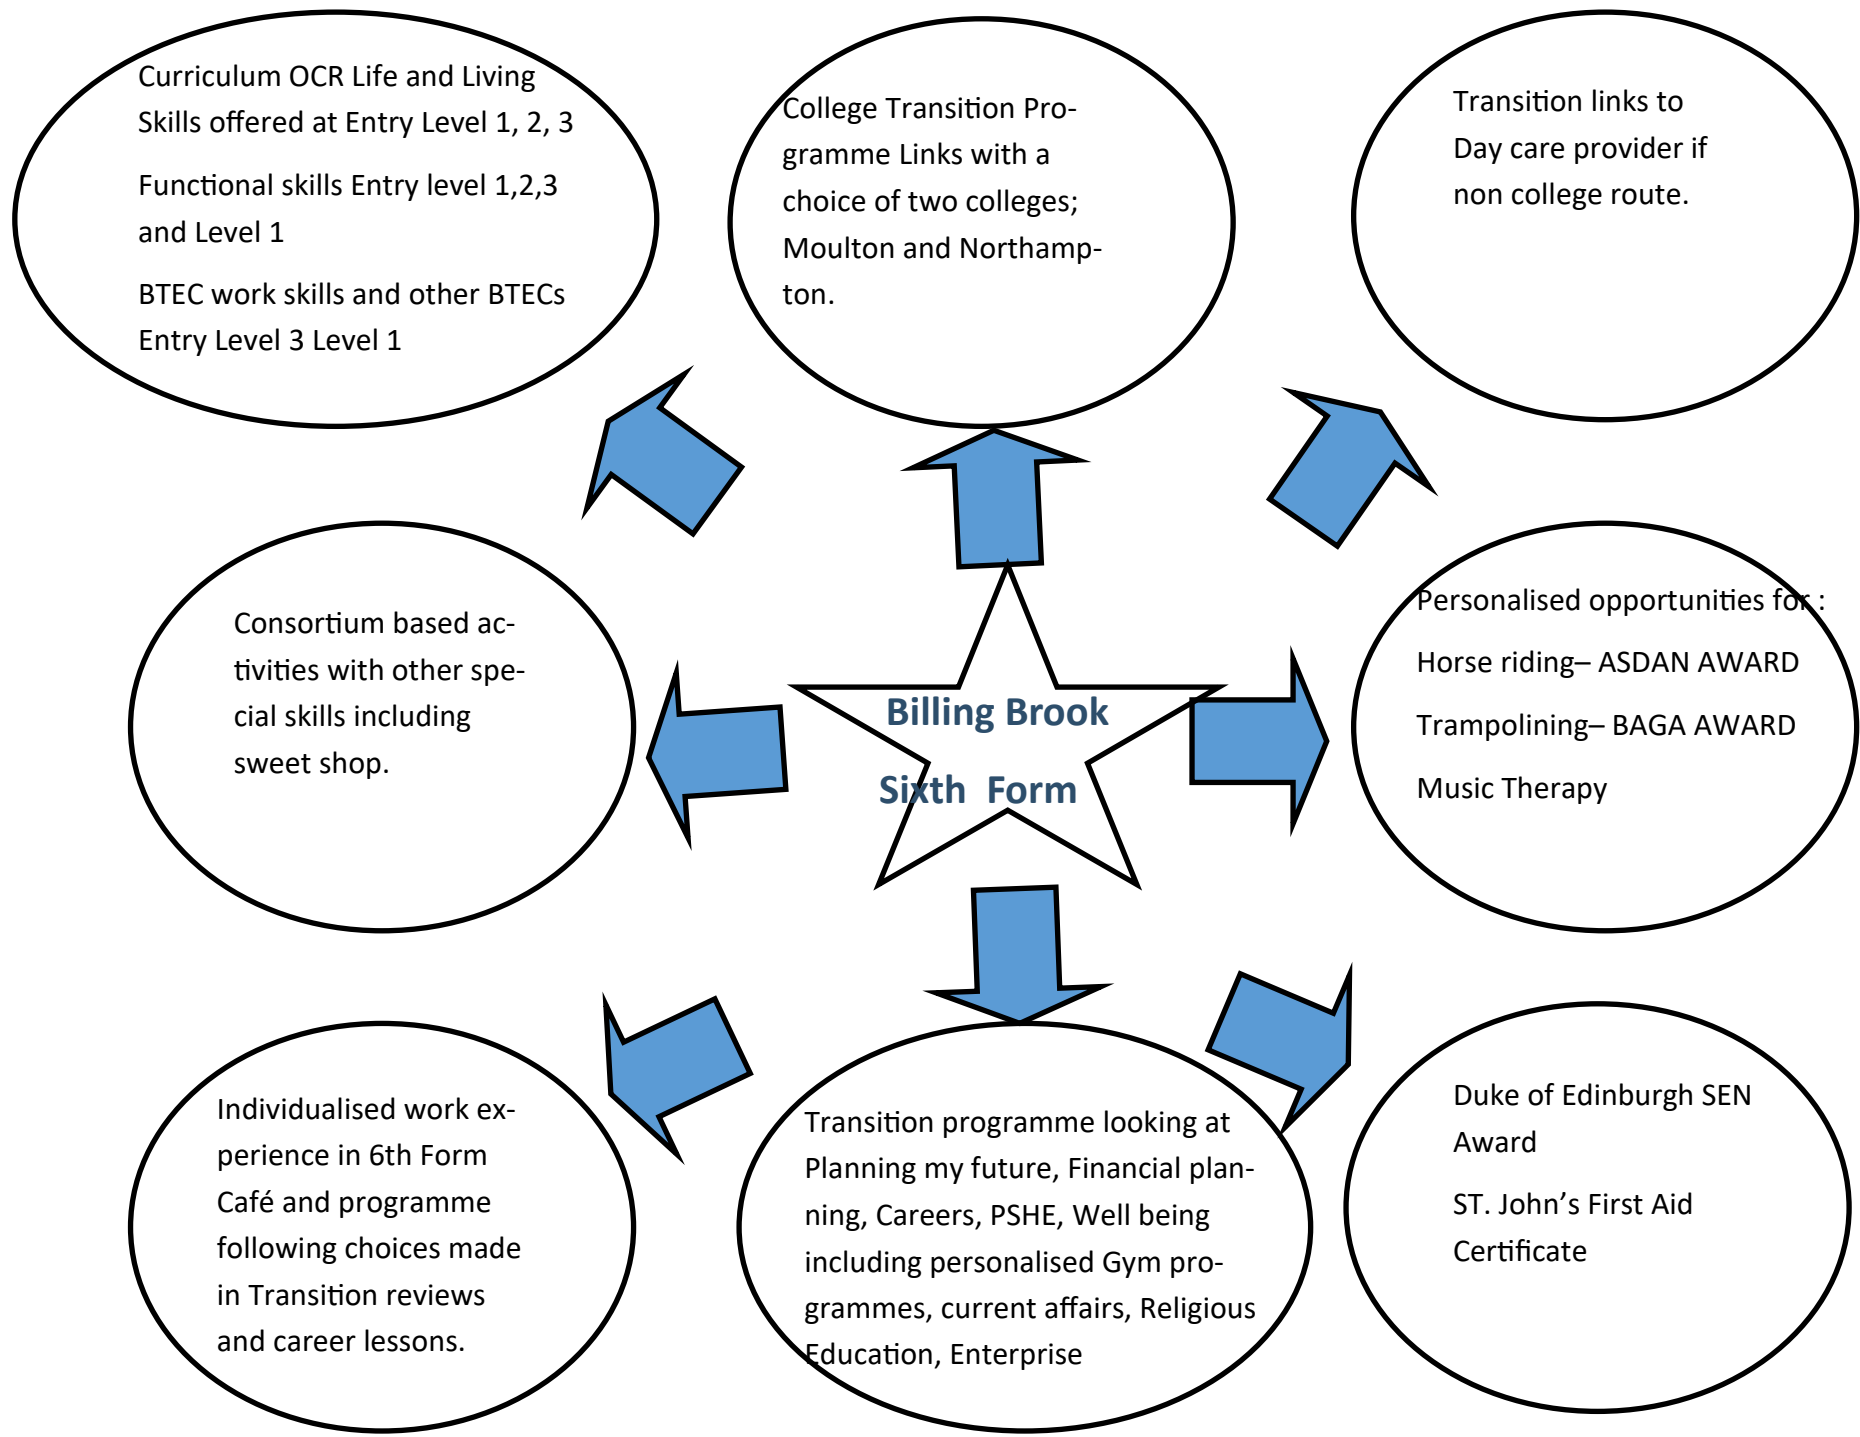 Curriculum OCR Life and Living
Skills offered at Entry Level 1, 2, 3
Functional skills Entry level 1,2,3
and Level 1
BTEC work skills and other BTECs
Entry Level 3 Level 1
College Transition Pro-
gramme Links with a
choice of two colleges;
Moulton and Northamp-
ton.
Transition links to
Day care provider if
non college route.
Consortium based ac-
tivities with other spe-
cial skills including
sweet shop.
Billing Brook
Sixth  Form
Personalised opportunities for :
Horse riding– ASDAN AWARD
Trampolining– BAGA AWARD
Music Therapy
Individualised work ex-
perience in 6th Form
Café and programme
following choices made
in Transition reviews
and career lessons.
Transition programme looking at
Planning my future, Financial plan-
ning, Careers, PSHE, Well being
including personalised Gym pro-
grammes, current affairs, Religious
Education, Enterprise
Duke of Edinburgh SEN
Award
ST. John’s First Aid
Certificate